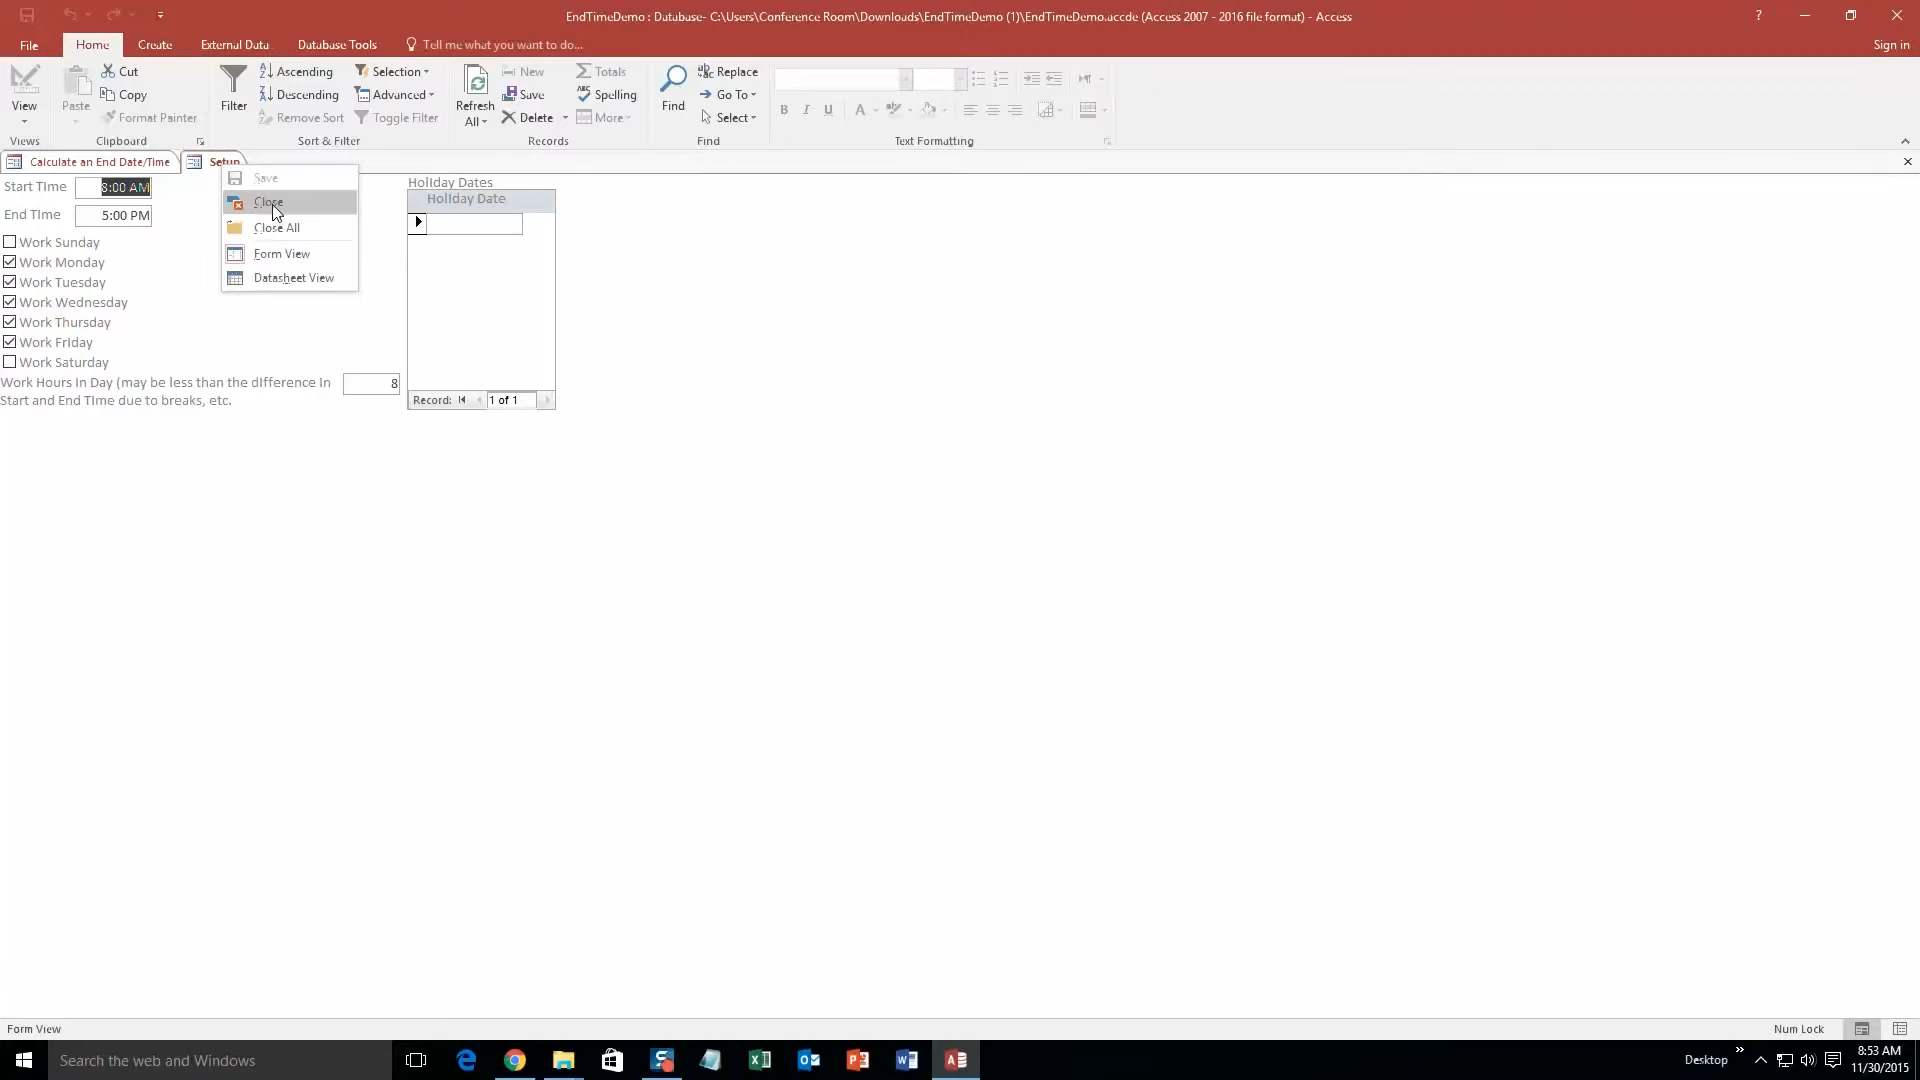 EndTimeDemo : Database- C:\Users\Conference Room\Downloads\EndTimeDemo (1)\EndTimeDemo.accde (Access 2007 - 2016 file format) - Access
?
File Home Create External Data Database Tools Tell me what you want to do... Sign in
View
Views
Paste
Cut
Copy
Format Painter
Clipboard
Filter
Ascending
Descending
Remove Sort
Selection
Advanced
Toggle Filter
Sort & Filter
Refresh
All
New
Save
Delete
Totals
Spelling
More
Records
Find
Replace
Go To
Select
Find
B I U A
Text Formatting
Calculate an End Date/Time Setup
Start Time 8:00 AM
End Time 5:00 PM
Work Sunday
Work Monday
Work Tuesday
Work Wednesday
Work Thursday
Work Friday
Work Saturday
Work Hours In Day (may be less than the difference in
Start and End Time due to breaks, etc.
8
Save
Close
Close All
Form View
Datasheet View
Holiday Dates
Holiday Date
Record: 1 of 1
Form View
Num Lock
Search the web and Windows
Desktop
8:53 AM
11/30/2015